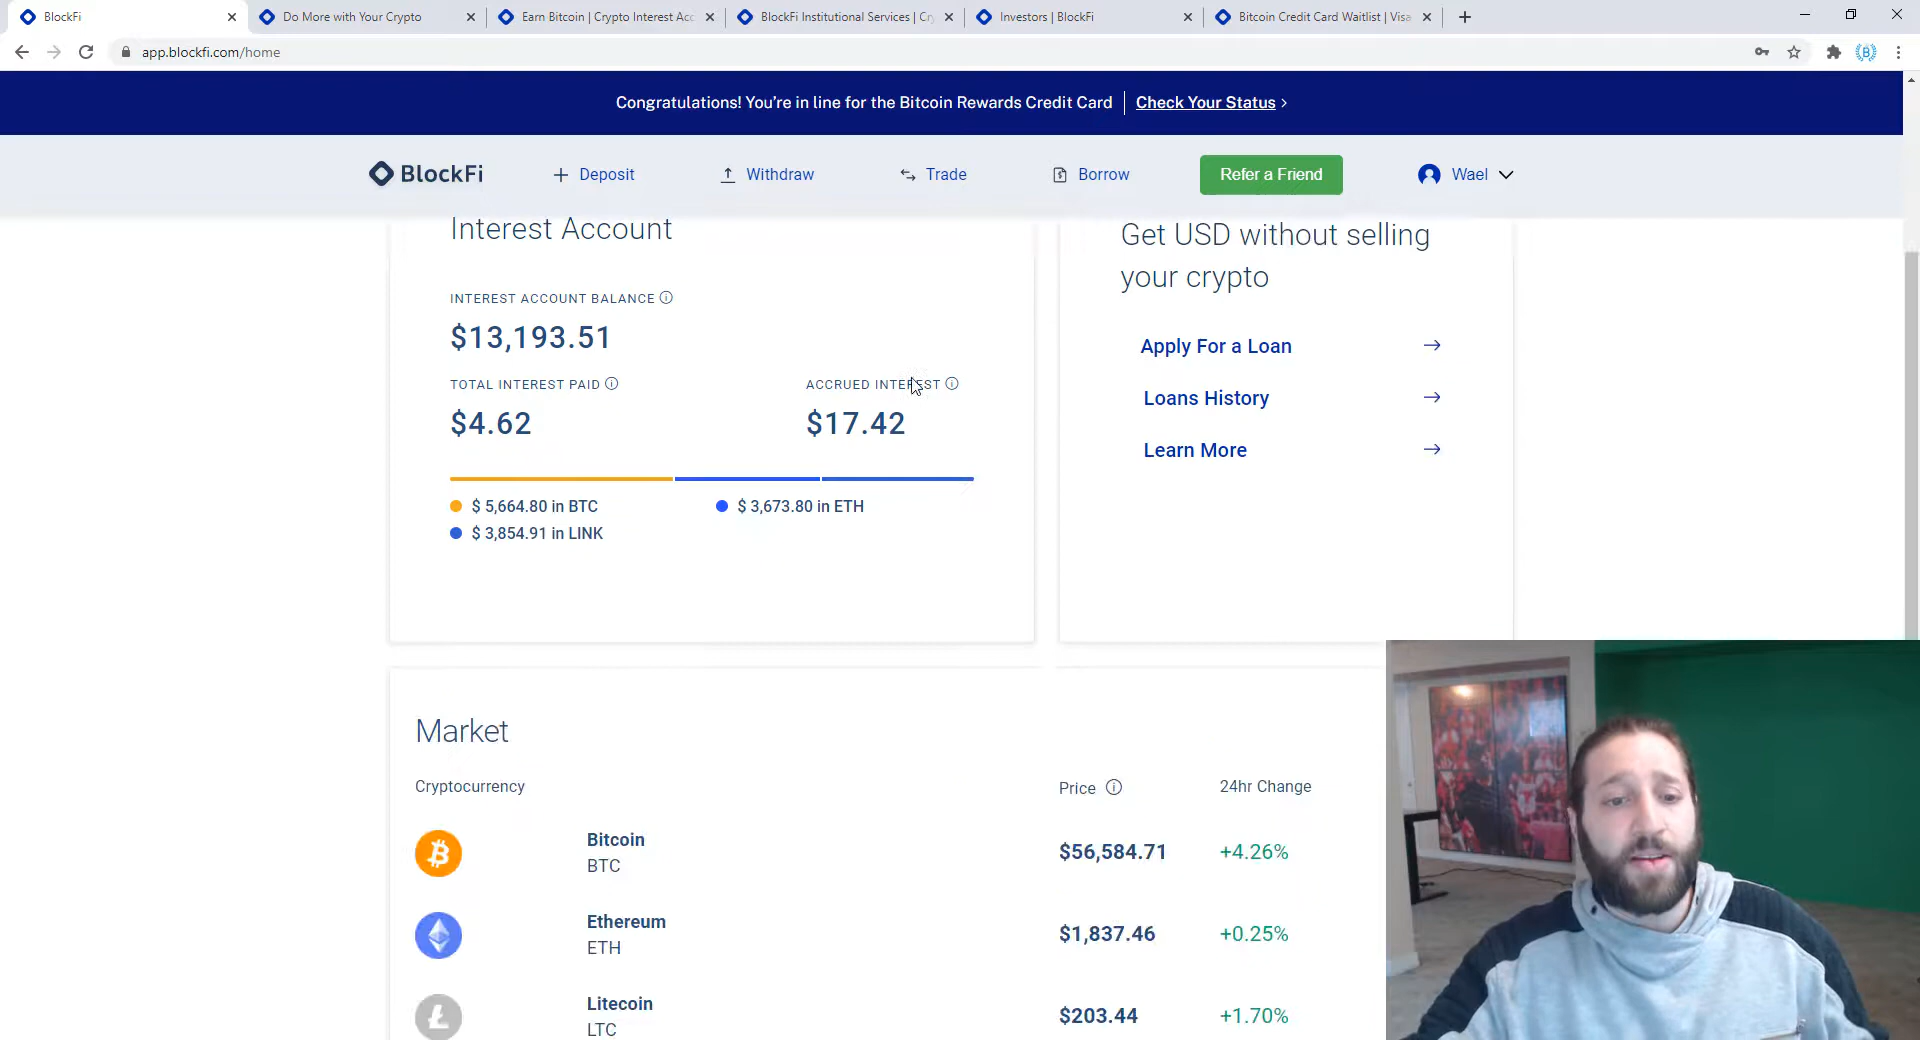 BlockFi
Do More with Your Crypto
Earn Bitcoin | Crypto Interest Acc
BlockFi Institutional Services | Cr
Investors | BlockFi
Bitcoin Credit Card Waitlist | Visa
app.blockfi.com/home
Congratulations! You're in line for the Bitcoin Rewards Credit Card
Check Your Status
BlockFi
Deposit
Withdraw
Trade
Borrow
Refer a Friend
Wael
Interest Account
INTEREST ACCOUNT BALANCE
$13,193.51
TOTAL INTEREST PAID
ACCRUED INTEREST
$4.62
$17.42
$ 5,664.80 in BTC
$ 3,673.80 in ETH
$ 3,854.91 in LINK
Get USD without selling
your crypto
Apply For a Loan
Loans History
Learn More
Market
Cryptocurrency
Price
24hr Change
Bitcoin
BTC
$56,584.71
+4.26%
Ethereum
ETH
$1,837.46
+0.25%
Litecoin
LTC
$203.44
+1.70%